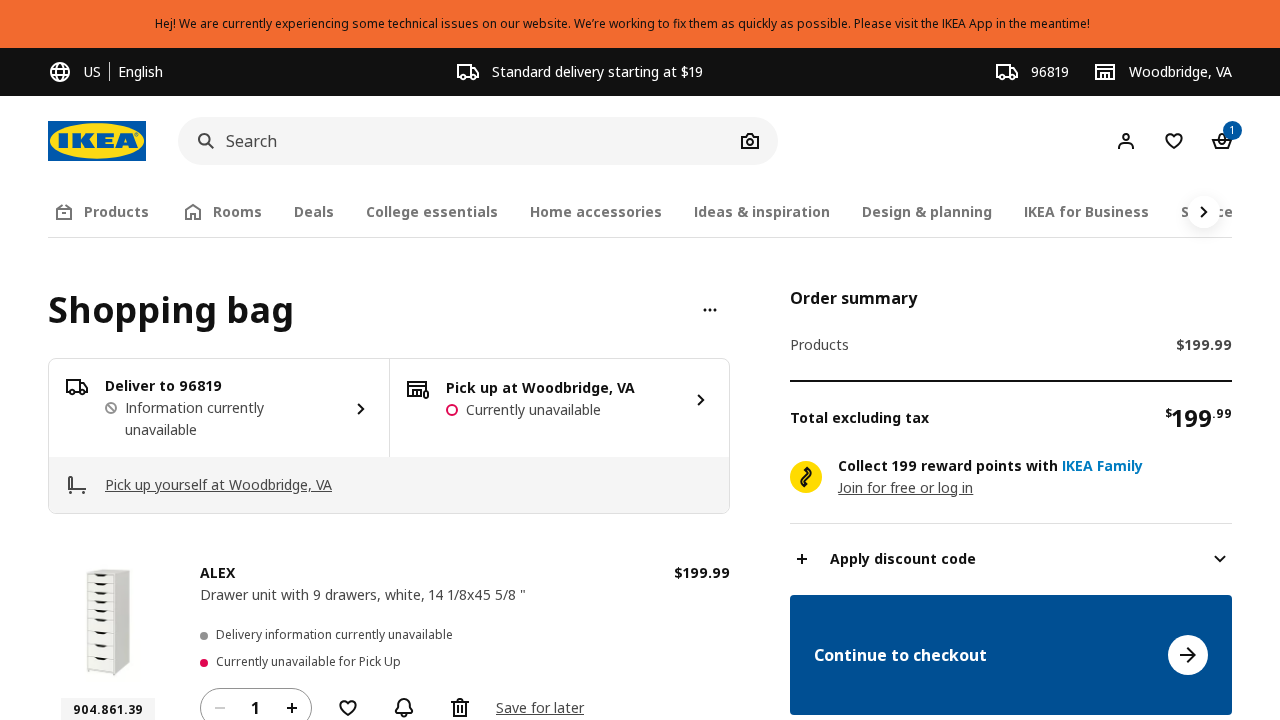 Hej! We are currently experiencing some technical issues on our website. We’re working to fix them as quickly as possible. Please visit the IKEA App in the meantime!
US | English
Standard delivery starting at $19
96819
Woodbridge, VA
IKEA
Search
1
Products
Rooms
Deals
College essentials
Home accessories
Ideas & inspiration
Design & planning
IKEA for Business
Shopping bag
Deliver to 96819
Information currently
unavailable
Pick up at Woodbridge, VA
Currently unavailable
Pick up yourself at Woodbridge, VA
ALEX
$199.99
Drawer unit with 9 drawers, white, 14 1/8x45 5/8 "
Delivery information currently unavailable
Currently unavailable for Pick Up
904.861.39
1
Save for later
Order summary
Products
$199.99
Total excluding tax
$199.99
Collect 199 reward points with IKEA Family
Join for free or log in
Apply discount code
Continue to checkout